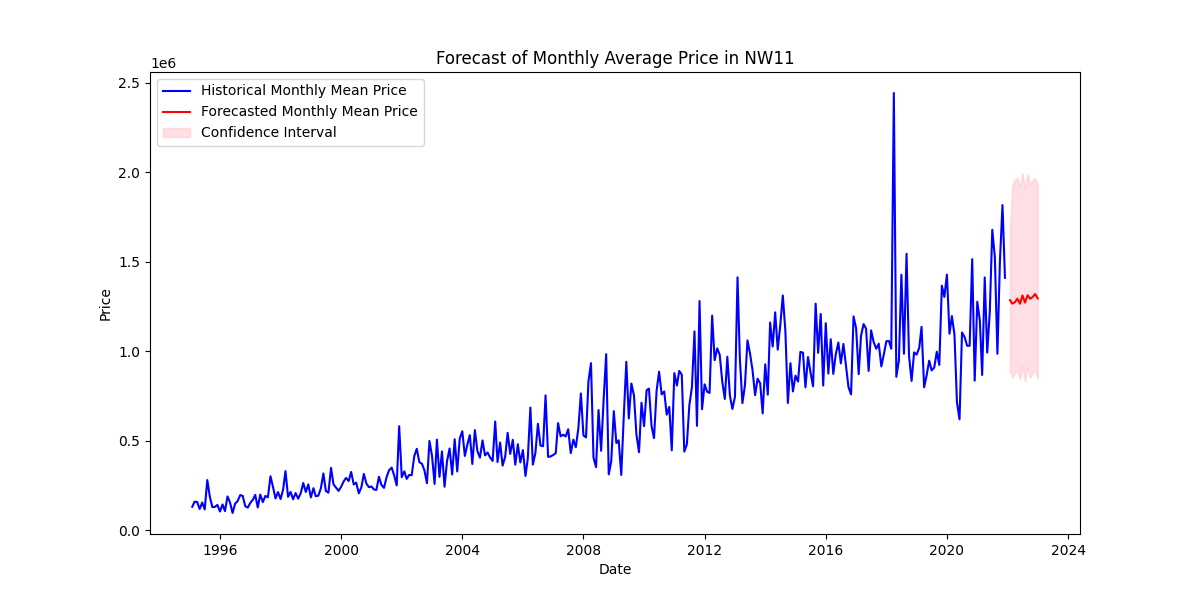 Forecast of Monthly Average Price in NW11
1e6
2.5
2.0
1.5
1.0
0.5
0.0
Price
Historical Monthly Mean Price
Forecasted Monthly Mean Price
Confidence Interval
1996 2000 2004 2008 2012 2016 2020 2024
Date